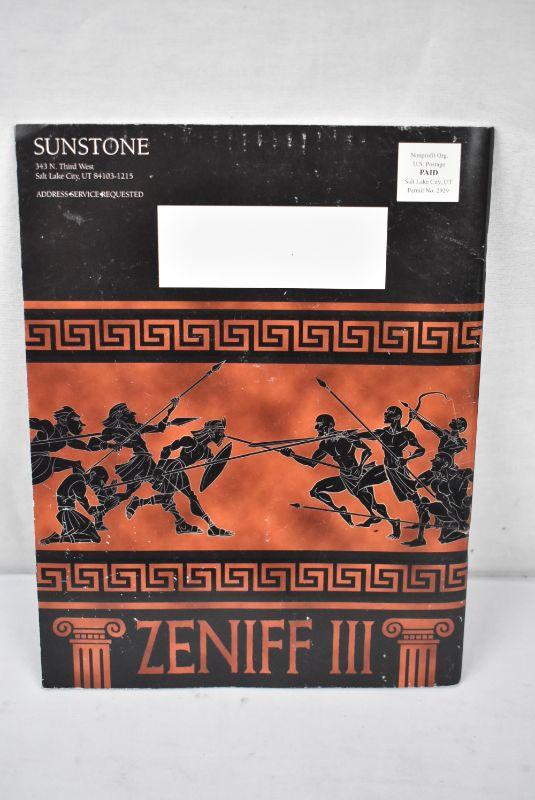 SUNSTONE
343 N. Third West
Salt Lake City, UT 84103-1215
ADDRESS•SERVICE•REQUESTED
Nonprofit Org.
U.S. Postage
PAID
Salt Lake City, UT
Permit No. 2929
ZENIFF III